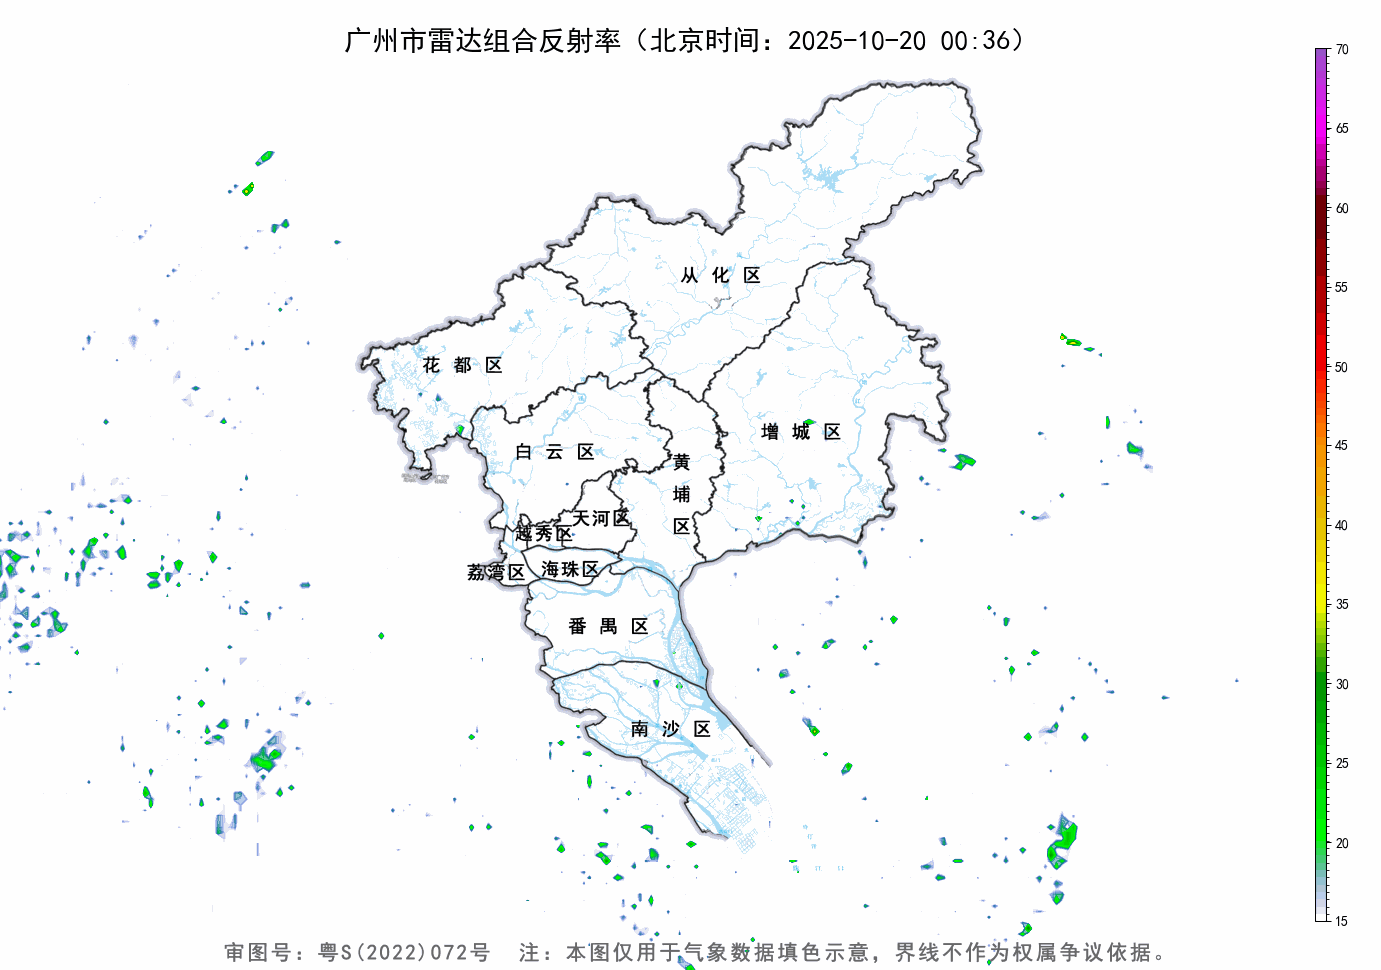 广州市雷达组合反射率（北京时间：2025-10-20 00:36）
70
65
60
55
50
45
40
35
30
25
20
15
从化区
花都区
增城区
白云区
黄埔区
天河区
越秀区
荔湾区
海珠区
番禺区
南沙区
审图号：粤S(2022)072号 注：本图仅用于气象数据填色示意，界线不作为权属争议依据。